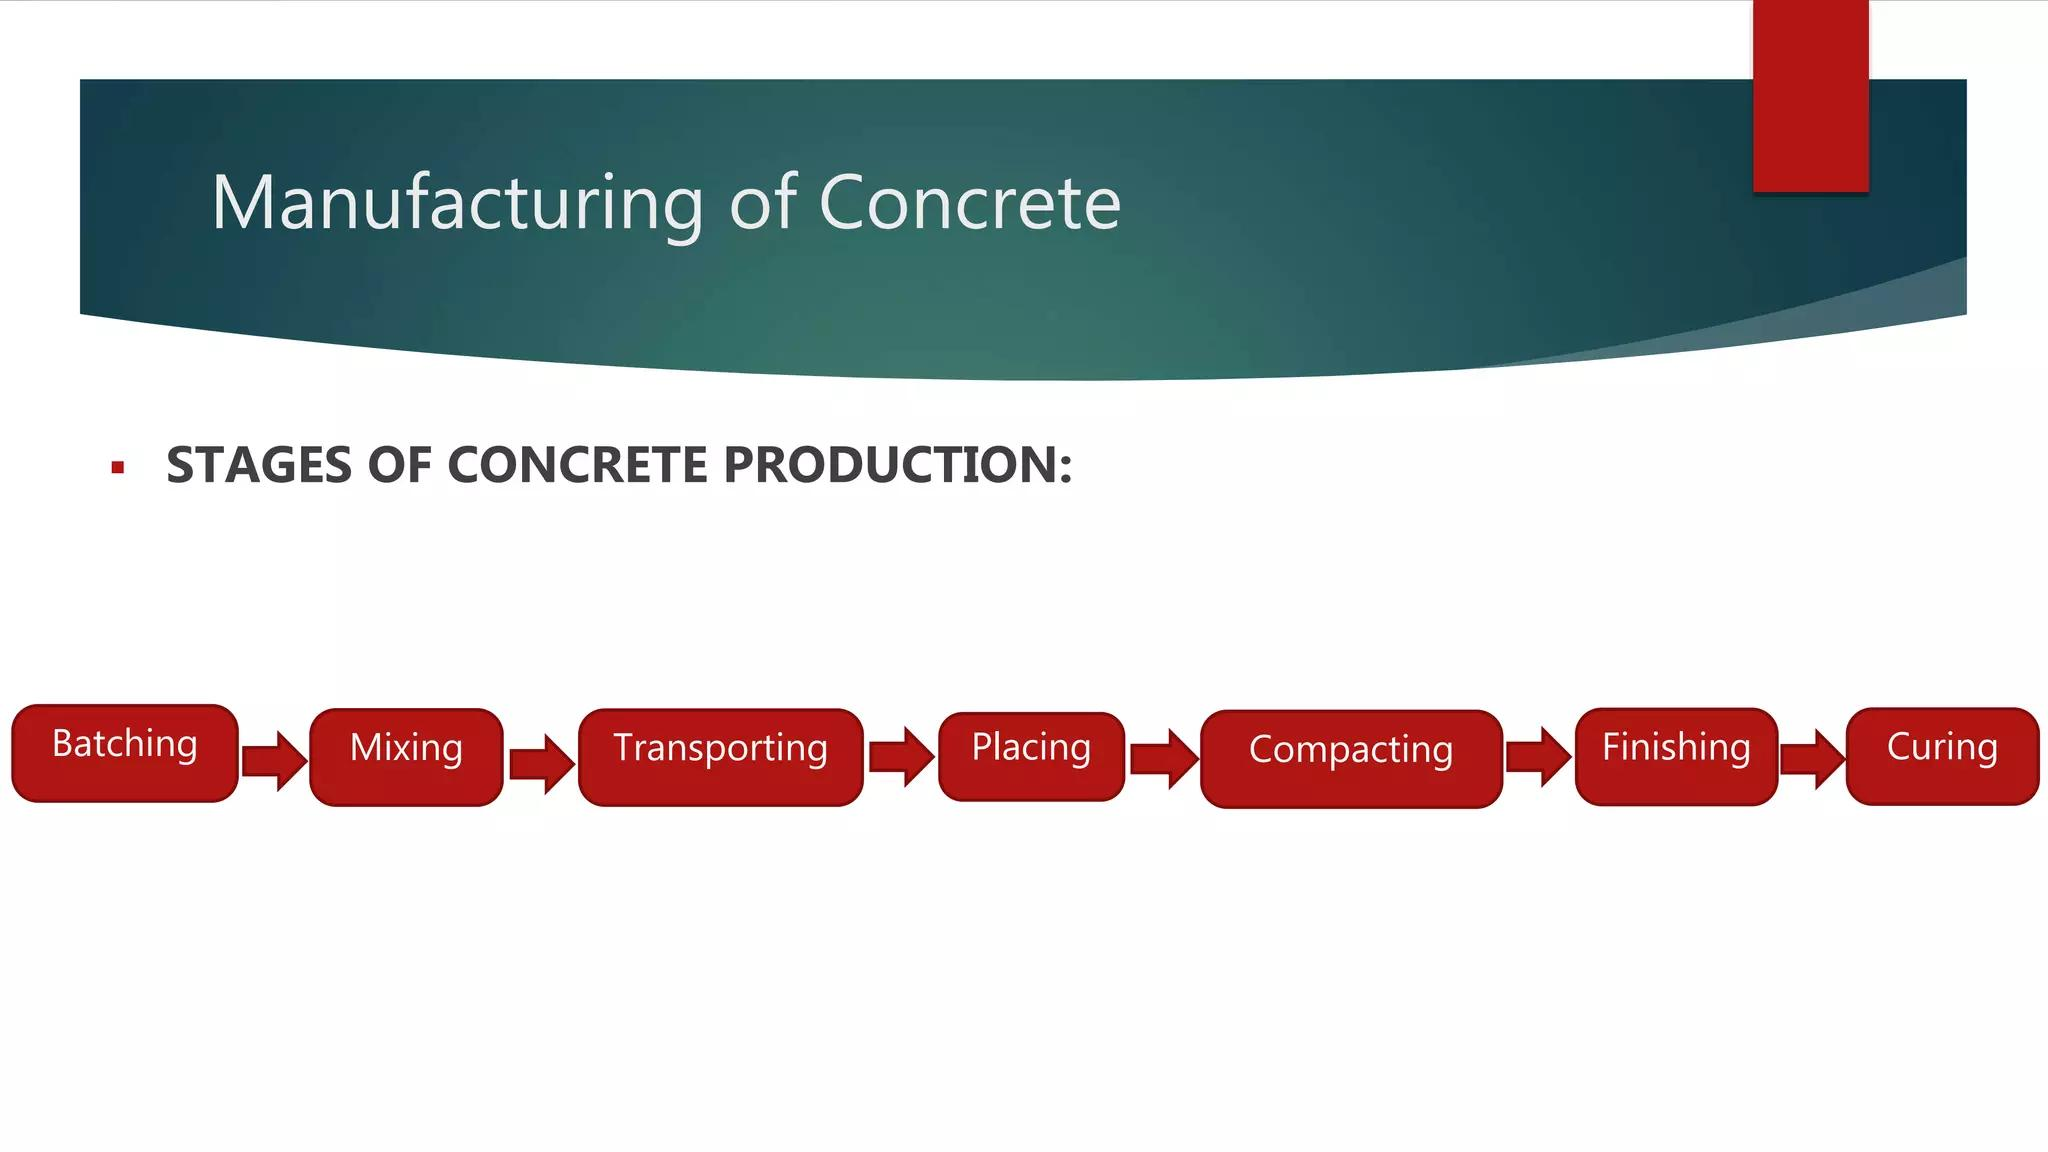 Manufacturing of Concrete
STAGES OF CONCRETE PRODUCTION:
Batching
Mixing
Transporting
Placing
Compacting
Finishing
Curing